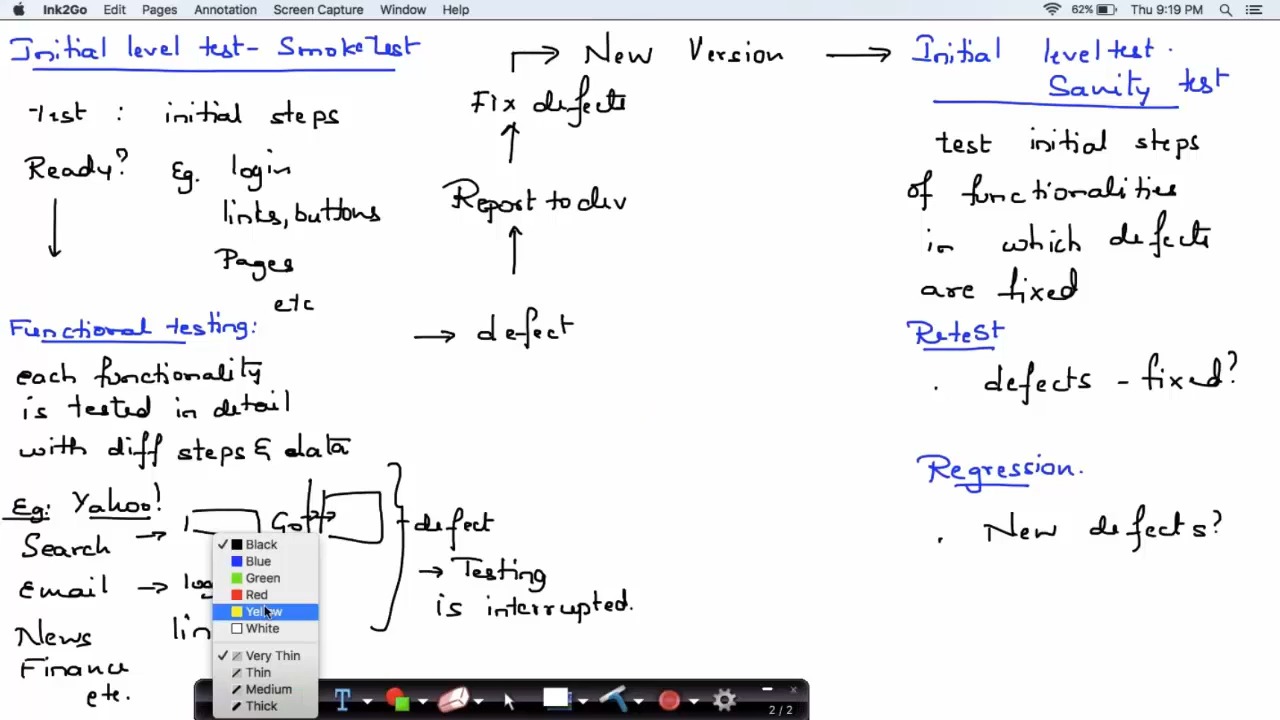 Ink2Go Edit Pages Annotation Screen Capture Window Help 62% Thu 9:19 PM
Initial level test- Smoke Test
Test : initial steps
Ready? Eg. login
links, buttons
Pages
etc
Functional testing:
each functionality
is tested in detail
with diff steps & data
Eg: Yahoo!
Search → Go
Email → log
News lin
Finance
etc.
defect
→ Testing
is interrupted.
→ defect
Report to dev
Fix defects
→ New Version →
Initial level test.
Sanity test
test initial steps
of functionalities
in which defects
are fixed
Retest
. defects - fixed?
Regression.
. New defects?
✓ Black
Blue
Green
Red
Yellow
White
✓ Very Thin
Thin
Medium
Thick
T
2 / 2